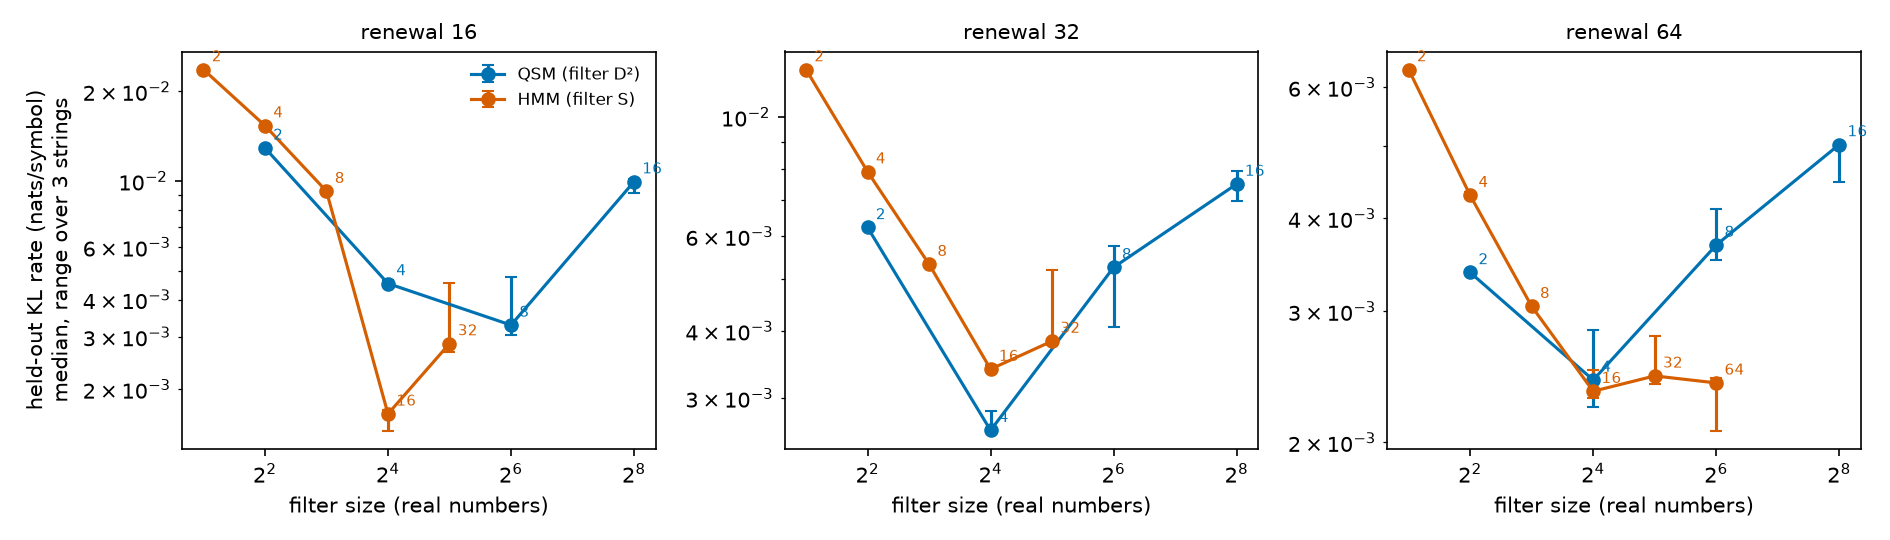 renewal 16
held-out KL rate (nats/symbol)
median, range over 3 strings
2 × 10⁻²
10⁻²
6 × 10⁻³
4 × 10⁻³
3 × 10⁻³
2 × 10⁻³
QSM (filter D²)
HMM (filter S)
2
4
2
8
4
16
32
8
16
2² 2⁴ 2⁶ 2⁸
filter size (real numbers)
renewal 32
10⁻²
6 × 10⁻³
4 × 10⁻³
3 × 10⁻³
2
4
2
8
16
32
4
8
16
2² 2⁴ 2⁶ 2⁸
filter size (real numbers)
renewal 64
6 × 10⁻³
4 × 10⁻³
3 × 10⁻³
2 × 10⁻³
2
4
2
8
4
16
32
64
8
16
2² 2⁴ 2⁶ 2⁸
filter size (real numbers)